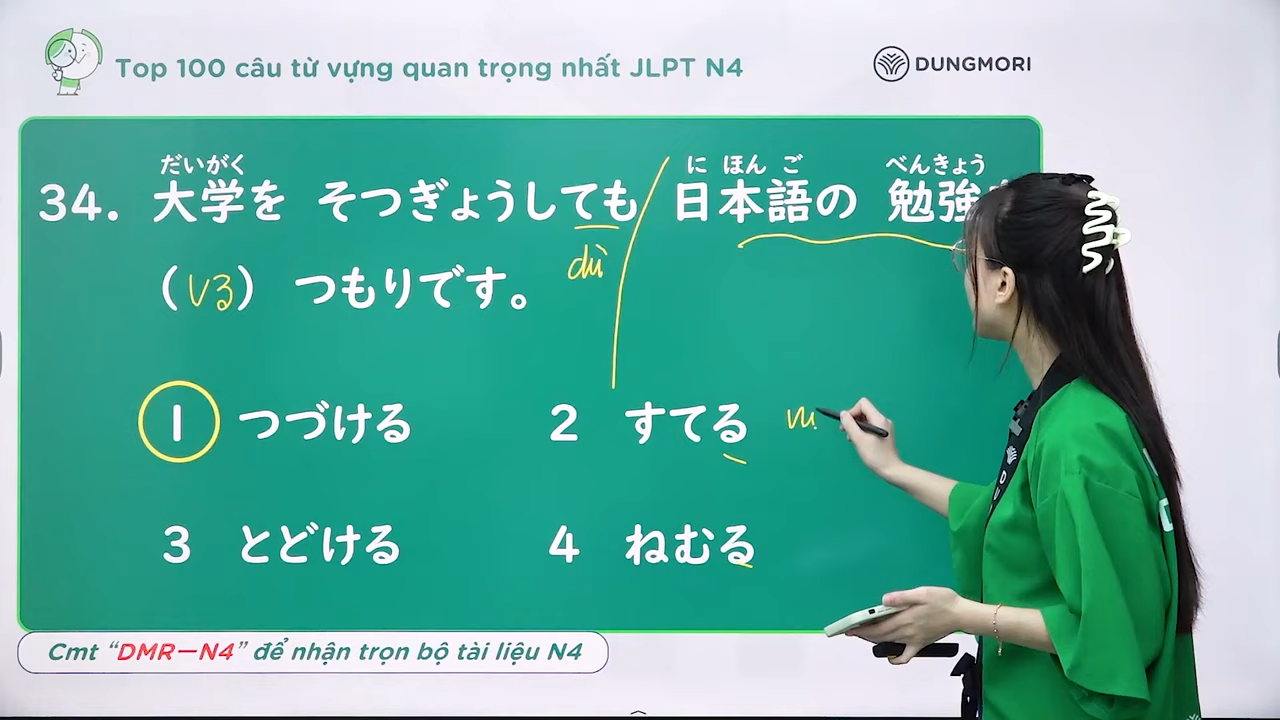 Top 100 câu từ vựng quan trọng nhất JLPT N4
DUNGMORI
だいがく に ほん ご べんきょう
34. 大学を そつぎょうしても 日本語の 勉強
dù
(Vる) つもりです。
1 つづける 2 すてる vứ
3 とどける 4 ねむる
Cmt “DMR–N4” để nhận trọn bộ tài liệu N4